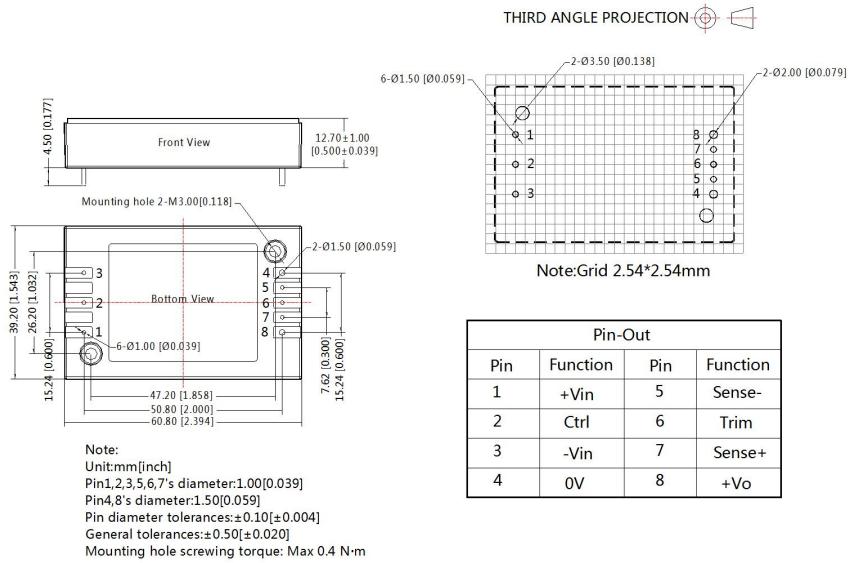 THIRD ANGLE PROJECTION
2-Ø3.50 [Ø0.138]
6-Ø1.50 [Ø0.059]
2-Ø2.00 [Ø0.079]
1
2
3
8
7
6
5
4
Note:Grid 2.54*2.54mm
4.50 [0.177]
Front View
12.70±1.00
[0.500±0.039]
Mounting hole 2-M3.00[0.118]
2-Ø1.50 [Ø0.059]
39.20 [1.543]
26.20 [1.032]
15.24 [0.600]
3
2
1
Bottom View
4
5
6
7
8
6-Ø1.00 [Ø0.039]
7.62 [0.300]
15.24 [0.600]
47.20 [1.858]
50.80 [2.000]
60.80 [2.394]
Pin-Out
Pin Function Pin Function
1 +Vin 5 Sense-
2 Ctrl 6 Trim
3 -Vin 7 Sense+
4 0V 8 +Vo
Note:
Unit:mm[inch]
Pin1,2,3,5,6,7's diameter:1.00[0.039]
Pin4,8's diameter:1.50[0.059]
Pin diameter tolerances:±0.10[±0.004]
General tolerances:±0.50[±0.020]
Mounting hole screwing torque: Max 0.4 N·m